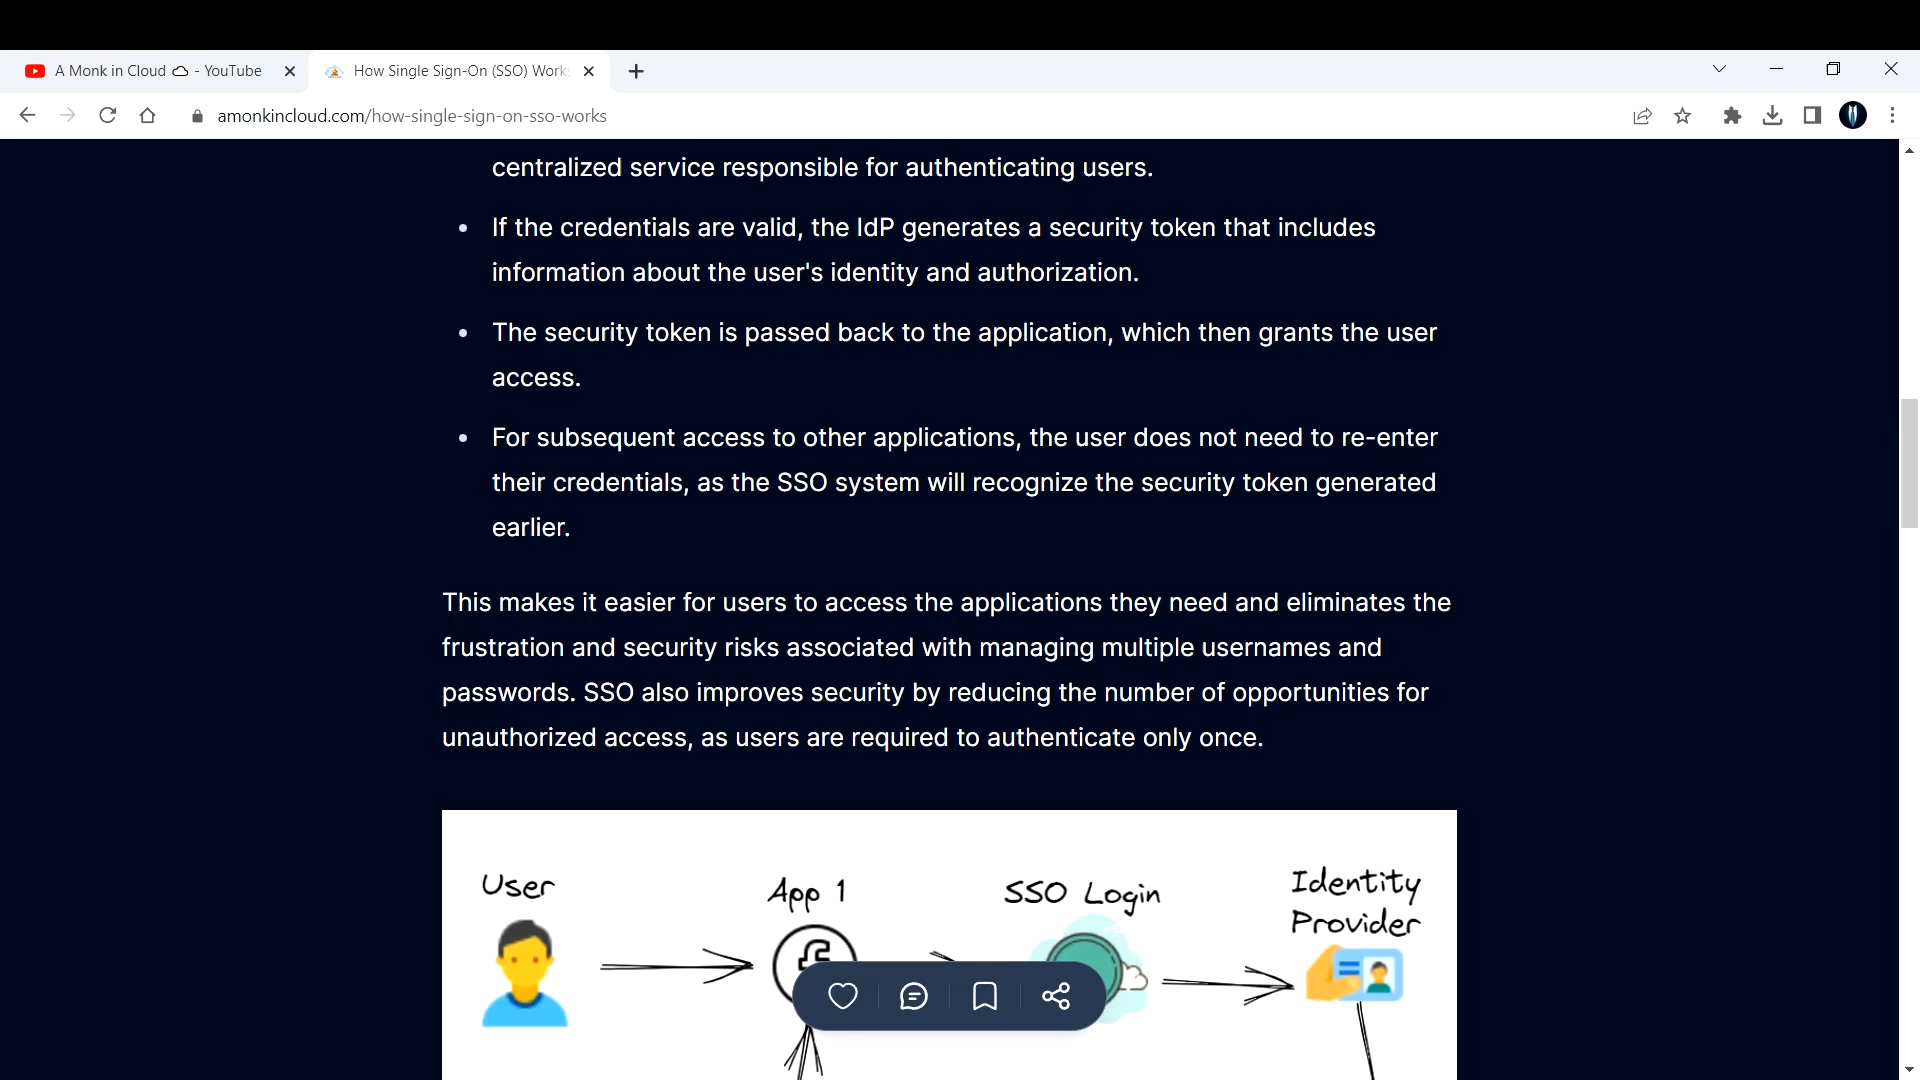 A Monk in Cloud - YouTube
How Single Sign-On (SSO) Work
amonkincloud.com/how-single-sign-on-sso-works
centralized service responsible for authenticating users.
• If the credentials are valid, the IdP generates a security token that includes
information about the user's identity and authorization.
• The security token is passed back to the application, which then grants the user
access.
• For subsequent access to other applications, the user does not need to re-enter
their credentials, as the SSO system will recognize the security token generated
earlier.
This makes it easier for users to access the applications they need and eliminates the
frustration and security risks associated with managing multiple usernames and
passwords. SSO also improves security by reducing the number of opportunities for
unauthorized access, as users are required to authenticate only once.
User
App 1
SSO Login
Identity
Provider